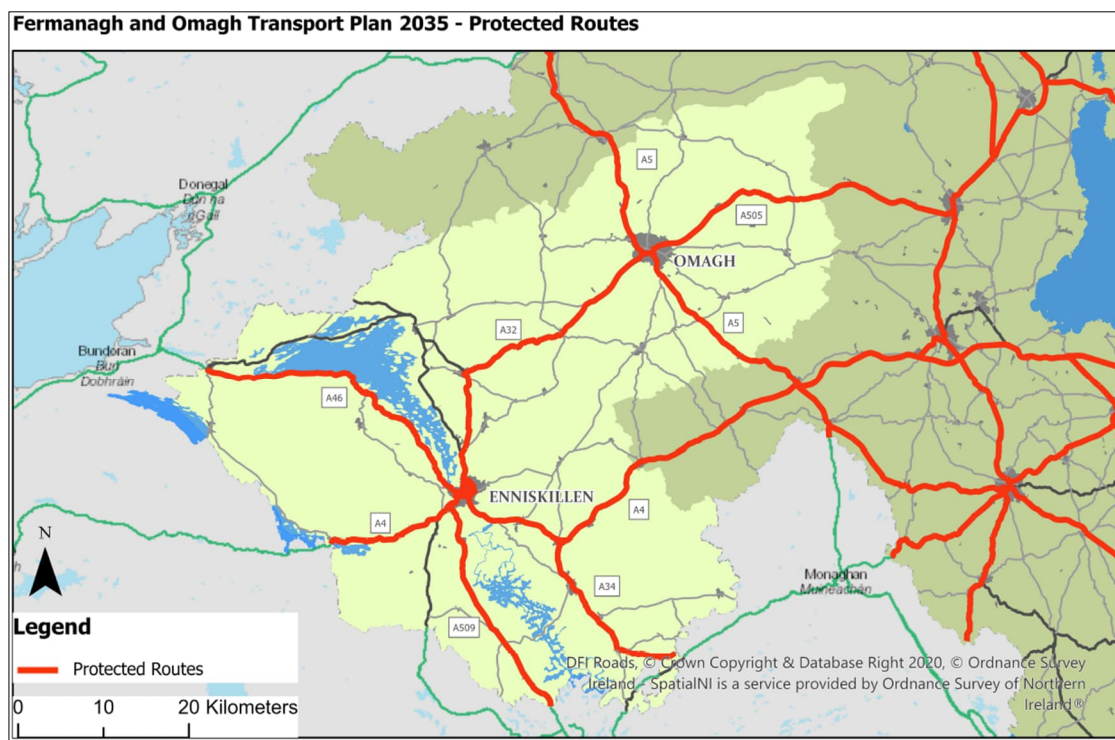 Fermanagh and Omagh Transport Plan 2035 - Protected Routes
A5
Donegal
Dún na
nGall
A505
OMAGH
A32
A5
Bundoran
Bun
Dobhráin
A46
ENNISKILLEN
A4
A4
N
Monaghan
Muineachán
A34
A509
Legend
Protected Routes
0 10 20 Kilometers
DFI Roads, © Crown Copyright & Database Right 2020, © Ordnance Survey
Ireland - SpatialNI is a service provided by Ordnance Survey of Northern
Ireland®